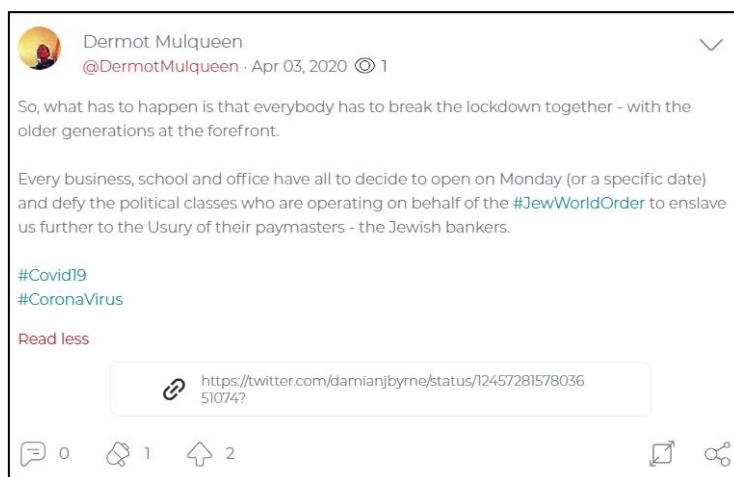 Dermot Mulqueen
@DermotMulqueen · Apr 03, 2020 1
So, what has to happen is that everybody has to break the lockdown together - with the
older generations at the forefront.
Every business, school and office have all to decide to open on Monday (or a specific date)
and defy the political classes who are operating on behalf of the #JewWorldOrder to enslave
us further to the Usury of their paymasters - the Jewish bankers.
#Covid19
#CoronaVirus
Read less
https://twitter.com/damianjbyrne/status/12457281578036
51074?
0 1 2